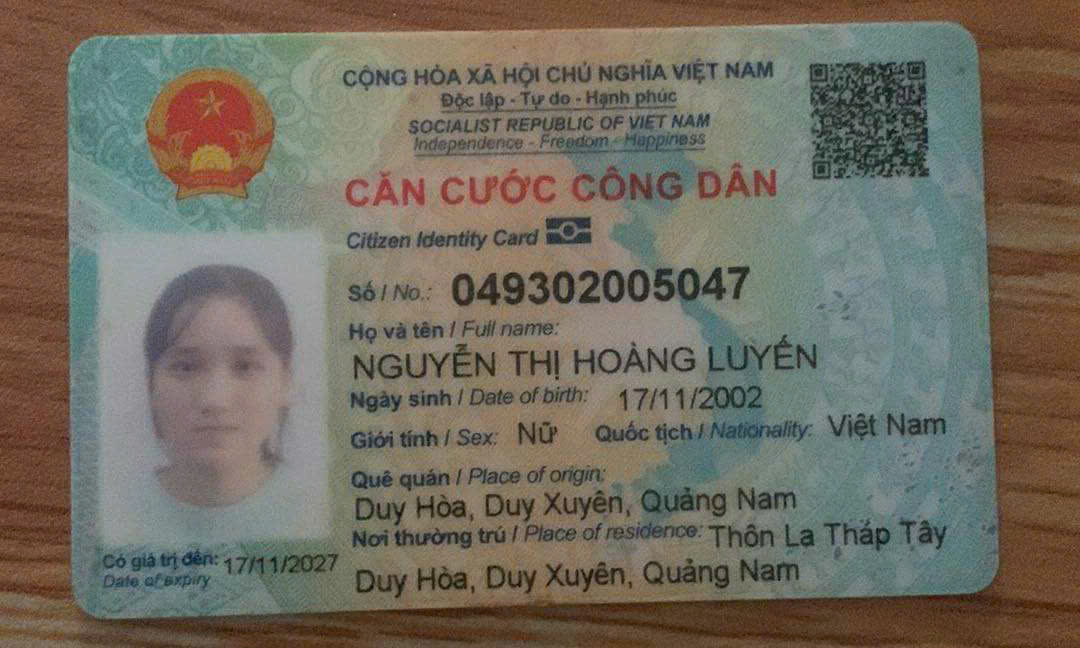 CỘNG HÒA XÃ HỘI CHỦ NGHĨA VIỆT NAM
Độc lập - Tự do - Hạnh phúc
SOCIALIST REPUBLIC OF VIET NAM
Independence - Freedom - Happiness
CĂN CƯỚC CÔNG DÂN
Citizen Identity Card
Số / No.: 049302005047
Họ và tên / Full name:
NGUYỄN THỊ HOÀNG LUYẾN
Ngày sinh / Date of birth: 17/11/2002
Giới tính / Sex: Nữ Quốc tịch / Nationality: Việt Nam
Quê quán / Place of origin:
Duy Hòa, Duy Xuyên, Quảng Nam
Nơi thường trú / Place of residence: Thôn La Tháp Tây
Duy Hòa, Duy Xuyên, Quảng Nam
Có giá trị đến: 17/11/2027
Date of expiry